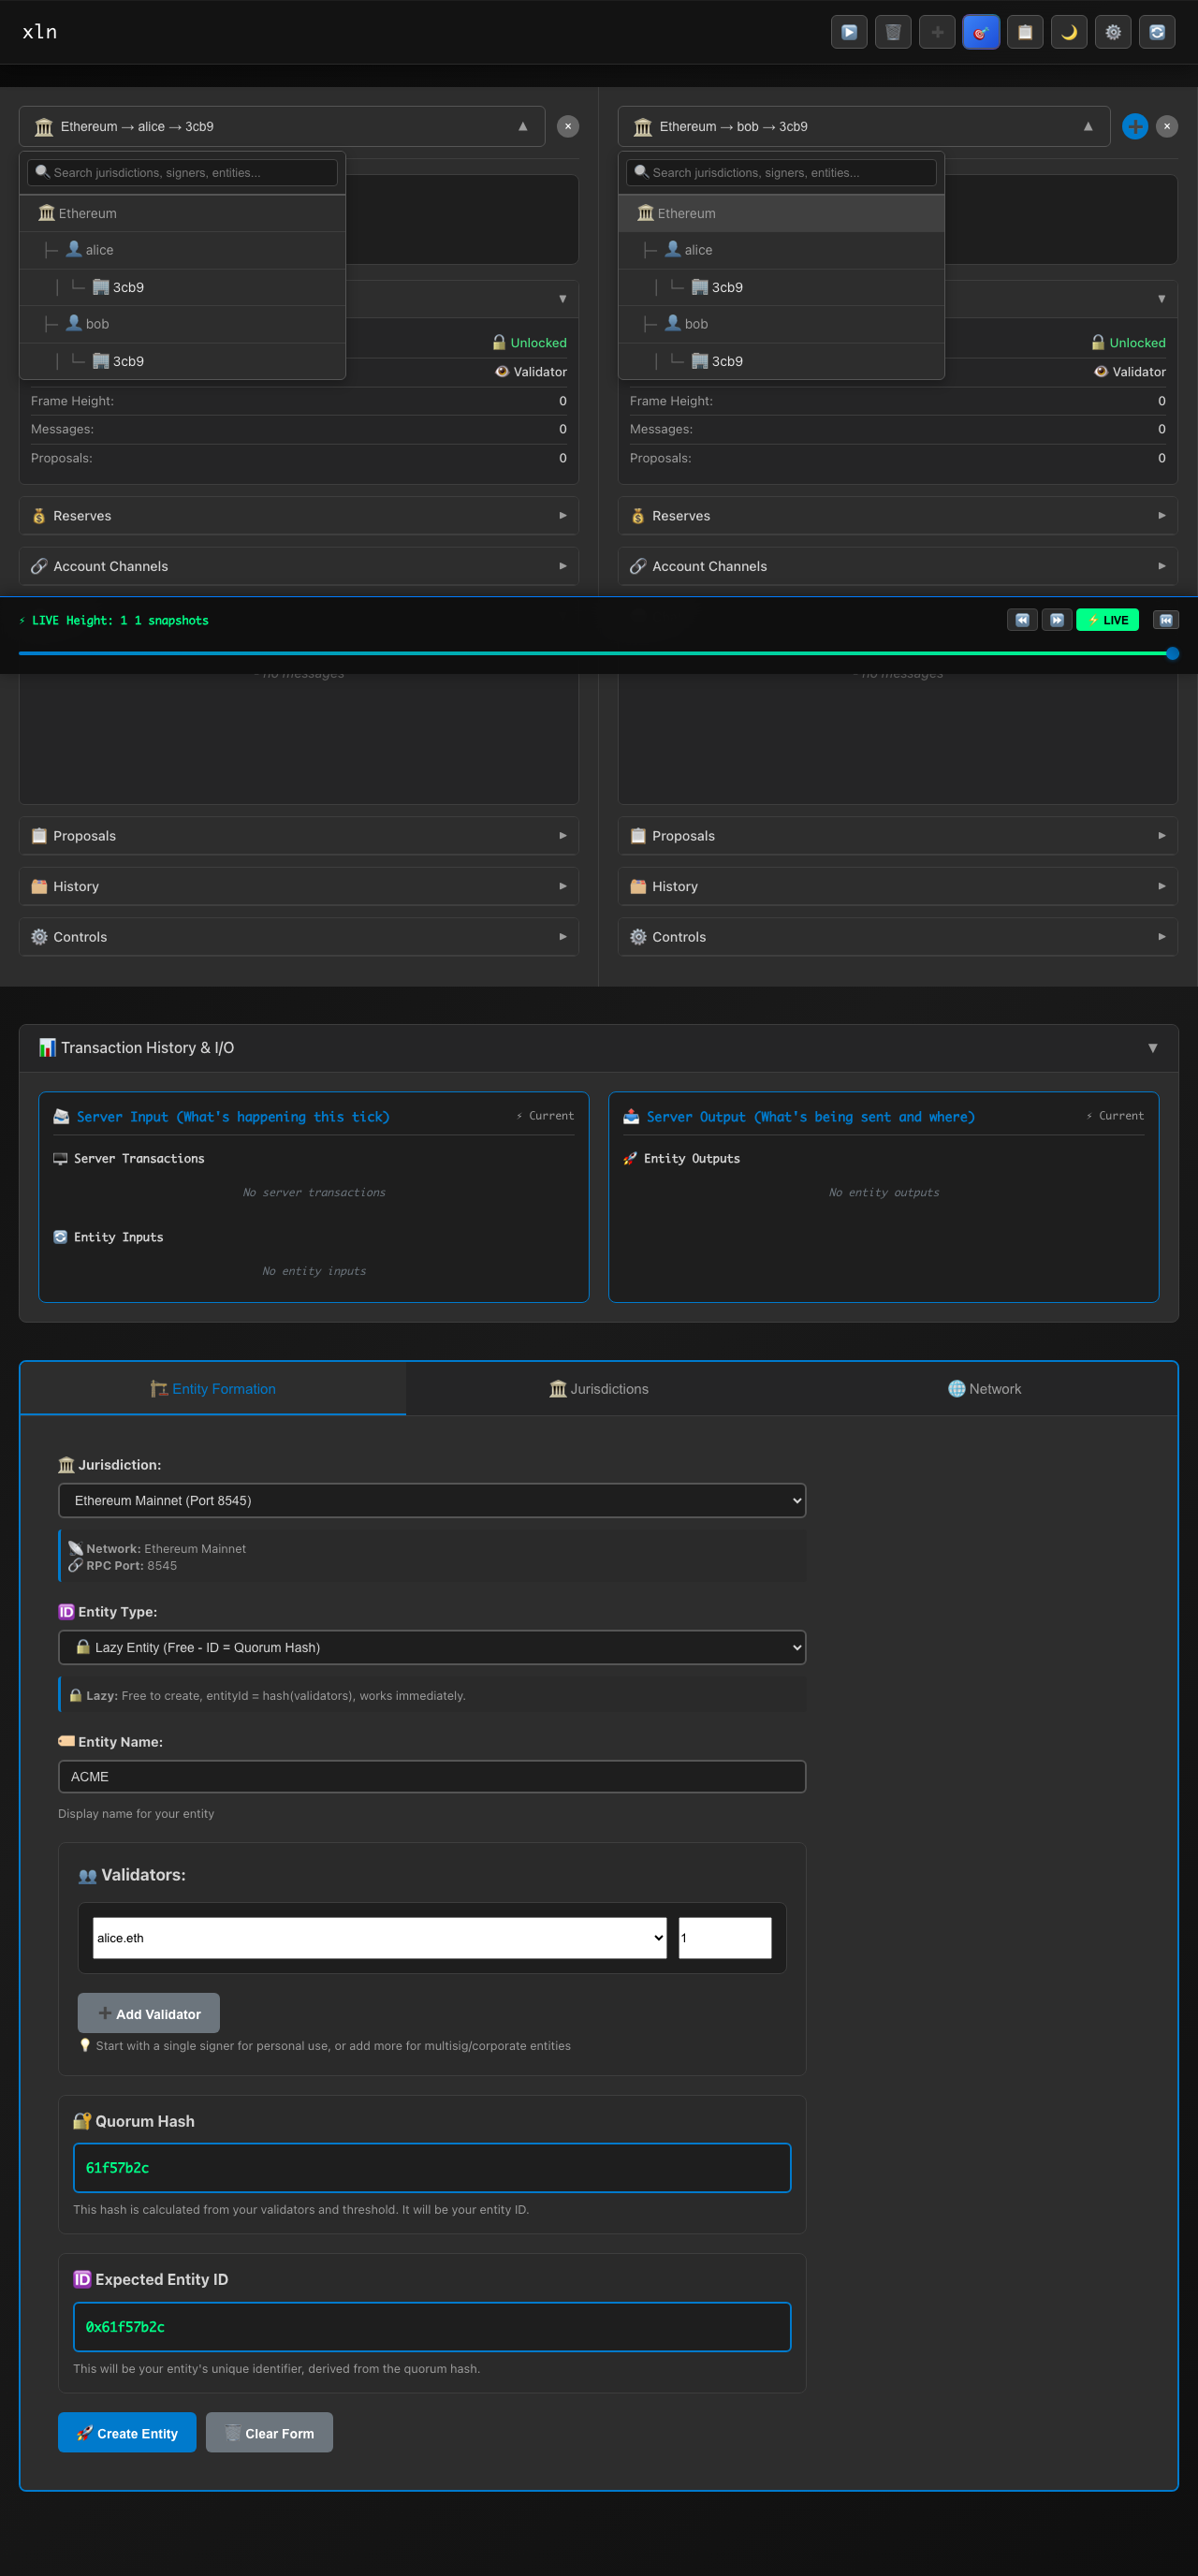 xln
Ethereum → alice → 3cb9 ▲ ×
Search jurisdictions, signers, entities...
Ethereum
├─ alice
│ └─ 3cb9
├─ bob
│ └─ 3cb9
▼
Unlocked
Validator
Frame Height: 0
Messages: 0
Proposals: 0
Reserves ▶
Account Channels ▶
Ethereum → bob → 3cb9 ▲ ×
Search jurisdictions, signers, entities...
Ethereum
├─ alice
│ └─ 3cb9
├─ bob
│ └─ 3cb9
▼
Unlocked
Validator
Frame Height: 0
Messages: 0
Proposals: 0
Reserves ▶
Account Channels ▶
⚡ LIVE Height: 1 1 snapshots
⚡ LIVE
- no messages
Proposals ▶
History ▶
Controls ▶
- no messages
Proposals ▶
History ▶
Controls ▶
Transaction History & I/O ▼
Server Input (What's happening this tick) ⚡ Current
Server Transactions
No server transactions
Entity Inputs
No entity inputs
Server Output (What's being sent and where) ⚡ Current
Entity Outputs
No entity outputs
Entity Formation
Jurisdictions
Network
Jurisdiction:
Ethereum Mainnet (Port 8545)
Network: Ethereum Mainnet
RPC Port: 8545
🆔 Entity Type:
Lazy Entity (Free - ID = Quorum Hash)
Lazy: Free to create, entityId = hash(validators), works immediately.
Entity Name:
ACME
Display name for your entity
Validators:
alice.eth
1
➕ Add Validator
Start with a single signer for personal use, or add more for multisig/corporate entities
Quorum Hash
61f57b2c
This hash is calculated from your validators and threshold. It will be your entity ID.
🆔 Expected Entity ID
0x61f57b2c
This will be your entity's unique identifier, derived from the quorum hash.
Create Entity
Clear Form